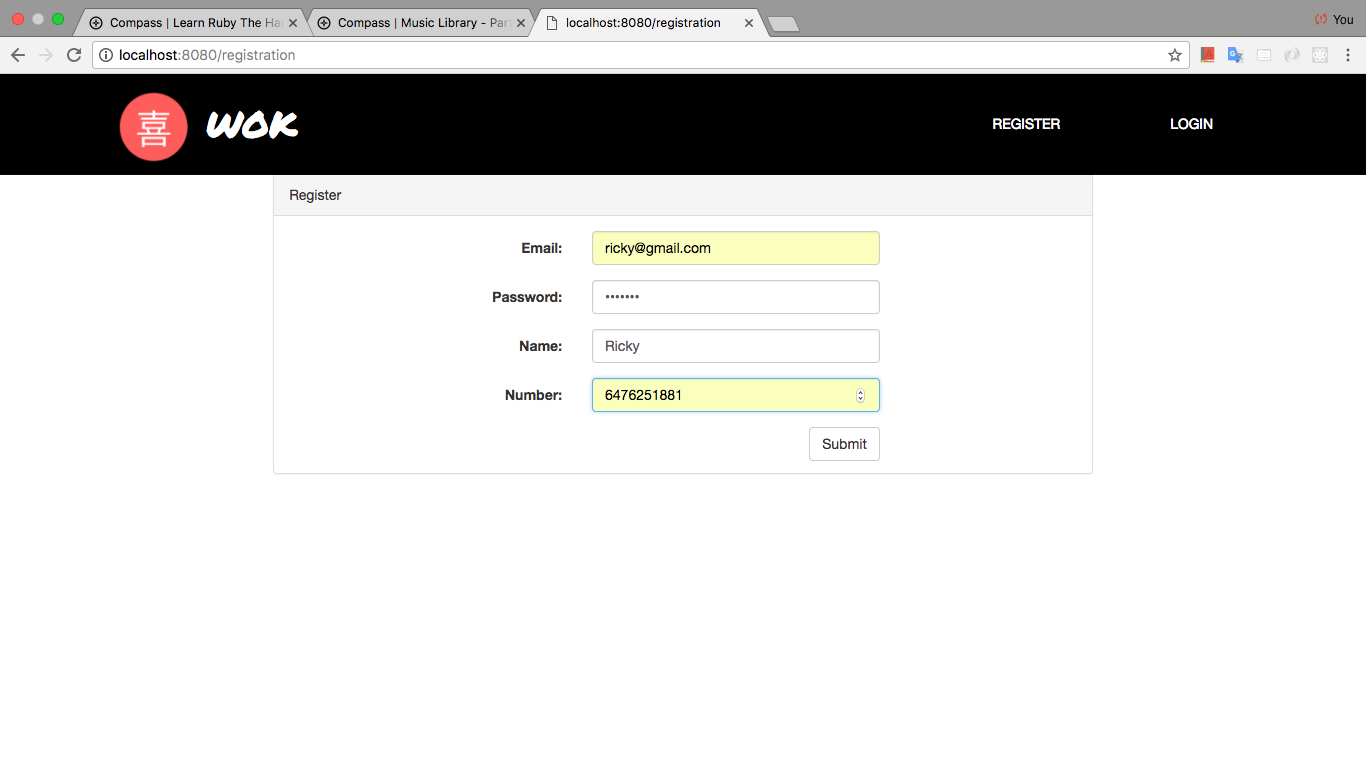 Compass | Learn Ruby The Ha
Compass | Music Library - Part
localhost:8080/registration
You
localhost:8080/registration
喜 WOK
REGISTER
LOGIN
Register
Email: ricky@gmail.com
Password: •••••••
Name: Ricky
Number: 6476251881
Submit